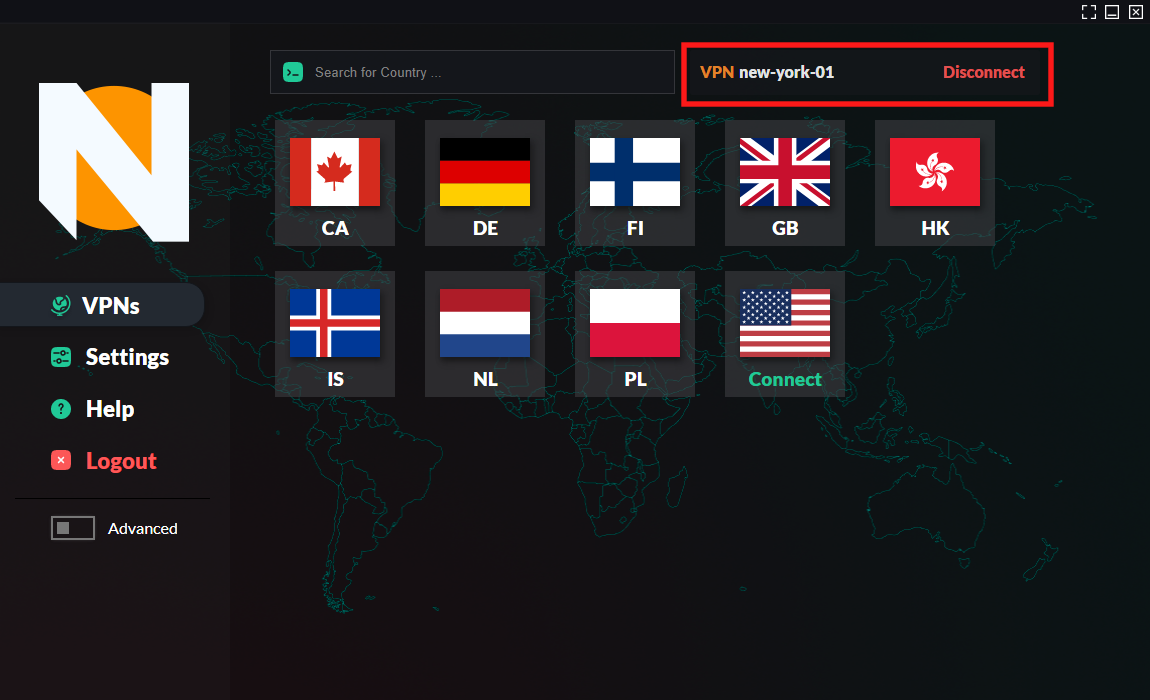 Search for Country ...
VPN new-york-01 Disconnect
CA DE FI GB HK
IS NL PL Connect
N
VPNs
Settings
Help
Logout
Advanced